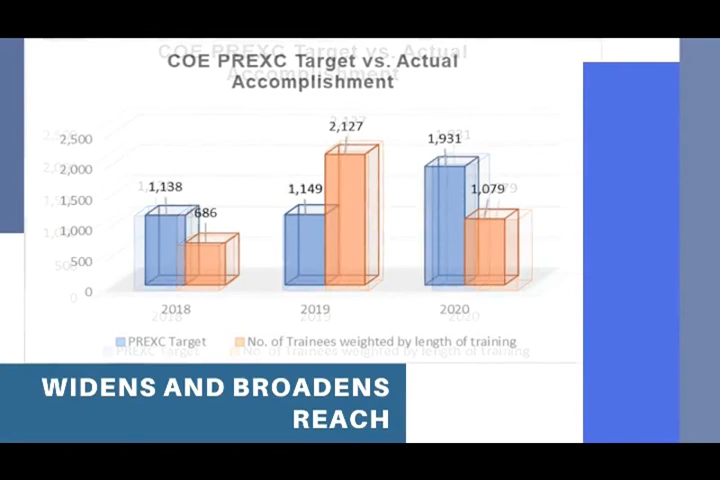 COE PREXC Target vs. Actual
Accomplishment
2,500
2,000
1,500
1,000
500
0
1,138
686
1,149
2,127
1,931
1,079
2018
2019
2020
PREXC Target
No. of Trainees weighted by length of training
WIDENS AND BROADENS
REACH